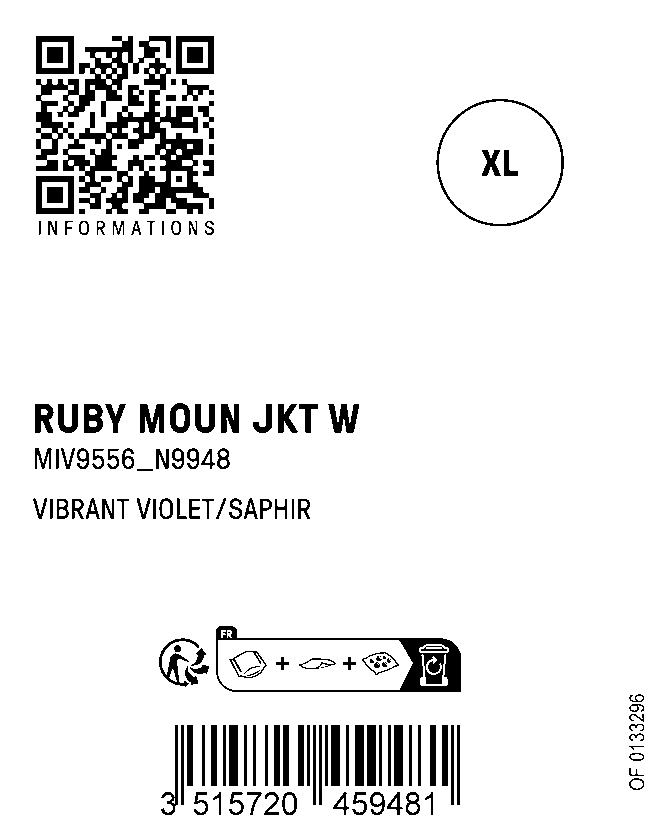 INFORMATIONS
XL
RUBY MOUN JKT W
MIV9556_N9948
VIBRANT VIOLET/SAPHIR
FR
3 515720 459481
OF 0133296